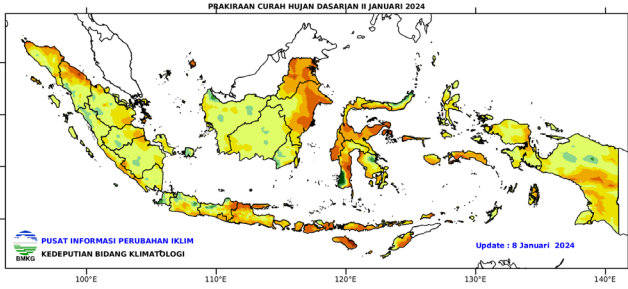 PRAKIRAAN CURAH HUJAN DASARIAN II JANUARI 2024
PUSAT INFORMASI PERUBAHAN IKLIM
Update : 8 Januari 2024
BMKG
KEDEPUTIAN BIDANG KLIMATOLOGI
100°E 110°E 120°E 130°E 140°E